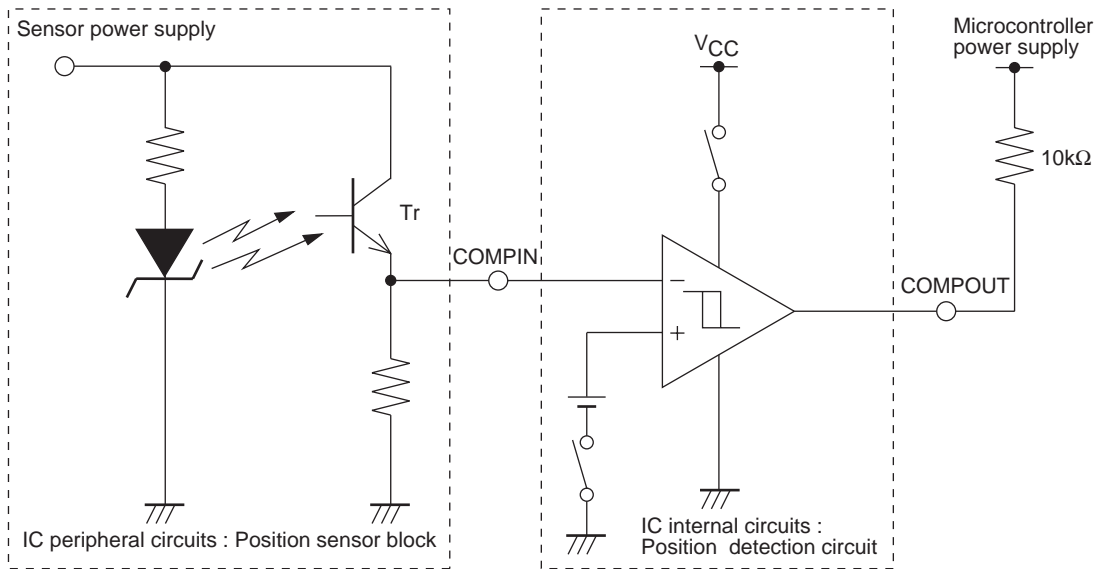 Sensor power supply
Tr
COMPIN
IC peripheral circuits : Position sensor block
VCC
−
+
IC internal circuits :
Position detection circuit
Microcontroller
power supply
10kΩ
COMPOUT